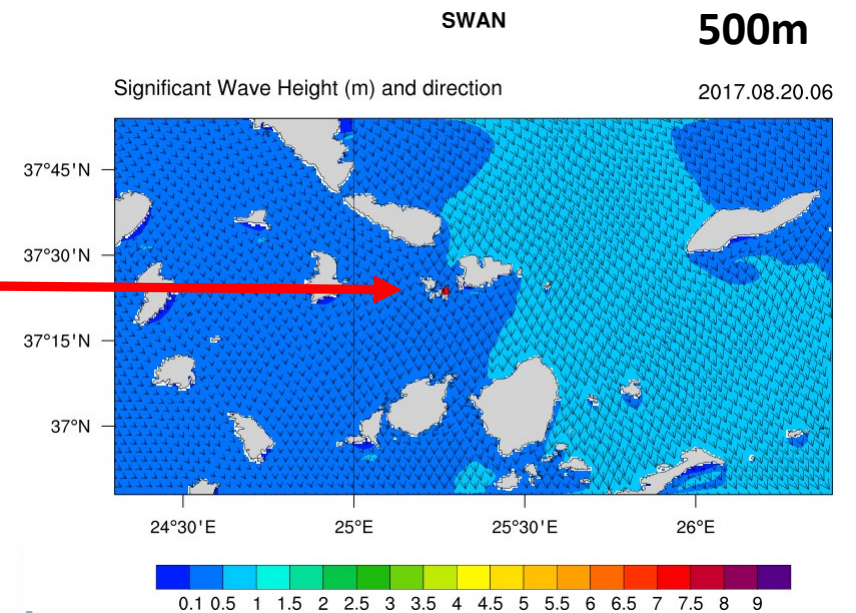 SWAN
500m
Significant Wave Height (m) and direction
2017.08.20.06
37°45'N
37°30'N
37°15'N
37°N
24°30'E 25°E 25°30'E 26°E
0.1 0.5 1 1.5 2 2.5 3 3.5 4 4.5 5 5.5 6 6.5 7 7.5 8 9